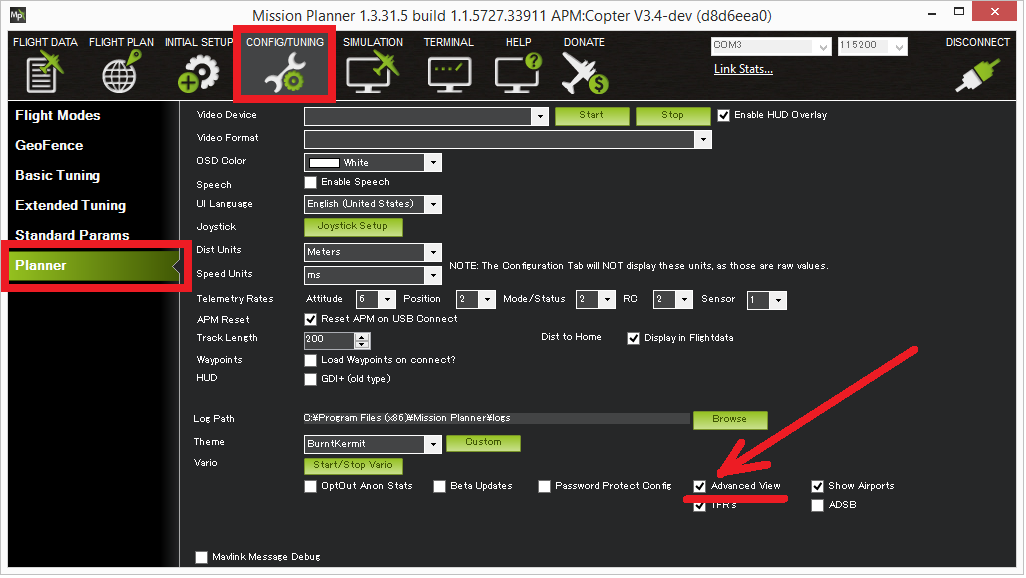 Mp
Mission Planner 1.3.31.5 build 1.1.5727.33911 APM:Copter V3.4-dev (d8d6eea0)
FLIGHT DATA FLIGHT PLAN INITIAL SETUP CONFIG/TUNING SIMULATION TERMINAL HELP DONATE COM3 115200 DISCONNECT
Link Stats...
Flight Modes
GeoFence
Basic Tuning
Extended Tuning
Standard Params
Planner
Video Device Start Stop Enable HUD Overlay
Video Format
OSD Color White
Speech Enable Speech
UI Language English (United States)
Joystick Joystick Setup
Dist Units Meters
NOTE: The Configuration Tab will NOT display these units, as those are raw values.
Speed Units ms
Telemetry Rates Attitude 6 Position 2 Mode/Status 2 RC 2 Sensor 1
APM Reset Reset APM on USB Connect
Track Length 200 Dist to Home Display in Flightdata
Waypoints Load Waypoints on connect?
HUD GDI+ (old type)
Log Path C:¥Program Files (x86)¥Mission Planner¥logs Browse
Theme BurntKermit Custom
Vario Start/Stop Vario
OptOut Anon Stats Beta Updates Password Protect Config Advanced View Show Airports
TFR's ADSB
Mavlink Message Debug